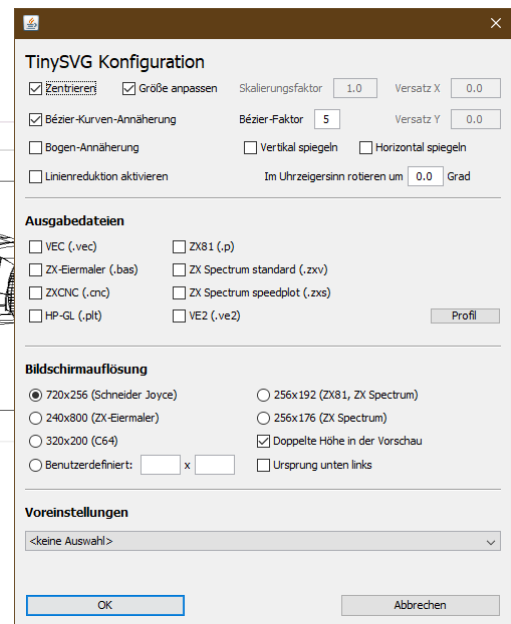 TinySVG Konfiguration
Zentrieren Größe anpassen Skalierungsfaktor 1.0 Versatz X 0.0
Bézier-Kurven-Annäherung Bézier-Faktor 5 Versatz Y 0.0
Bogen-Annäherung Vertikal spiegeln Horizontal spiegeln
Linienreduktion aktivieren Im Uhrzeigersinn rotieren um 0.0 Grad
Ausgabedateien
VEC (.vec) ZX81 (.p)
ZX-Eiermaler (.bas) ZX Spectrum standard (.zxv)
ZXCNC (.cnc) ZX Spectrum speedplot (.zxs)
HP-GL (.plt) VE2 (.ve2) Profil
Bildschirmauflösung
720x256 (Schneider Joyce) 256x192 (ZX81, ZX Spectrum)
240x800 (ZX-Eiermaler) 256x176 (ZX Spectrum)
320x200 (C64) Doppelte Höhe in der Vorschau
Benutzerdefiniert: x Ursprung unten links
Voreinstellungen
<keine Auswahl>
OK Abbrechen